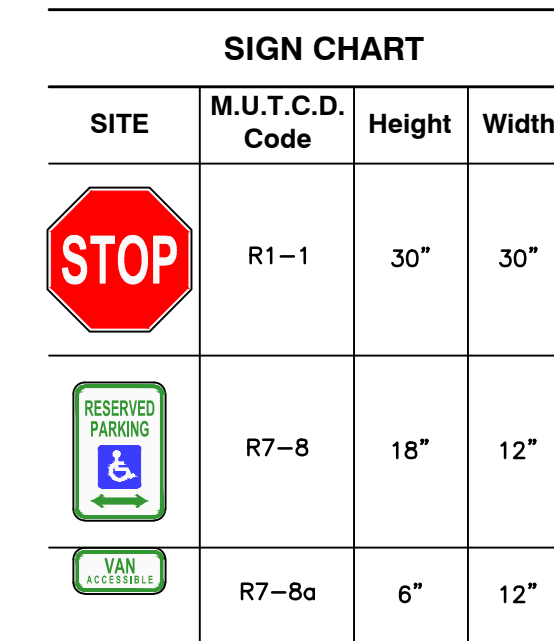 SIGN CHART
SITE M.U.T.C.D. Code Height Width
STOP R1-1 30" 30"
RESERVED
PARKING
R7-8 18" 12"
VAN
ACCESSIBLE
R7-8a 6" 12"